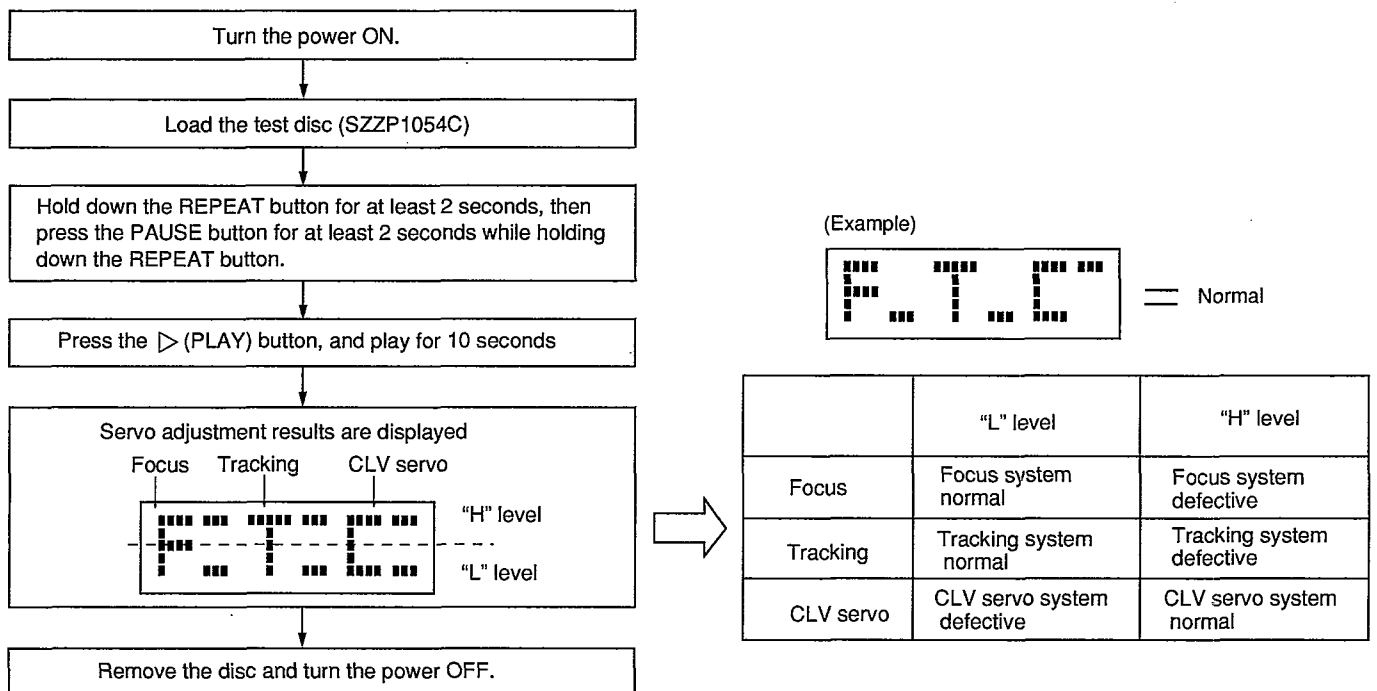 Turn the power ON.
Load the test disc (SZZP1054C)
Hold down the REPEAT button for at least 2 seconds, then
press the PAUSE button for at least 2 seconds while holding
down the REPEAT button.
Press the ▷ (PLAY) button, and play for 10 seconds
Servo adjustment results are displayed
Focus Tracking CLV servo
F T C
"H" level
"L" level
Remove the disc and turn the power OFF.
(Example)
F T C
= Normal
"L" level "H" level
Focus
Focus system
normal
Focus system
defective
Tracking
Tracking system
normal
Tracking system
defective
CLV servo
CLV servo system
defective
CLV servo system
normal